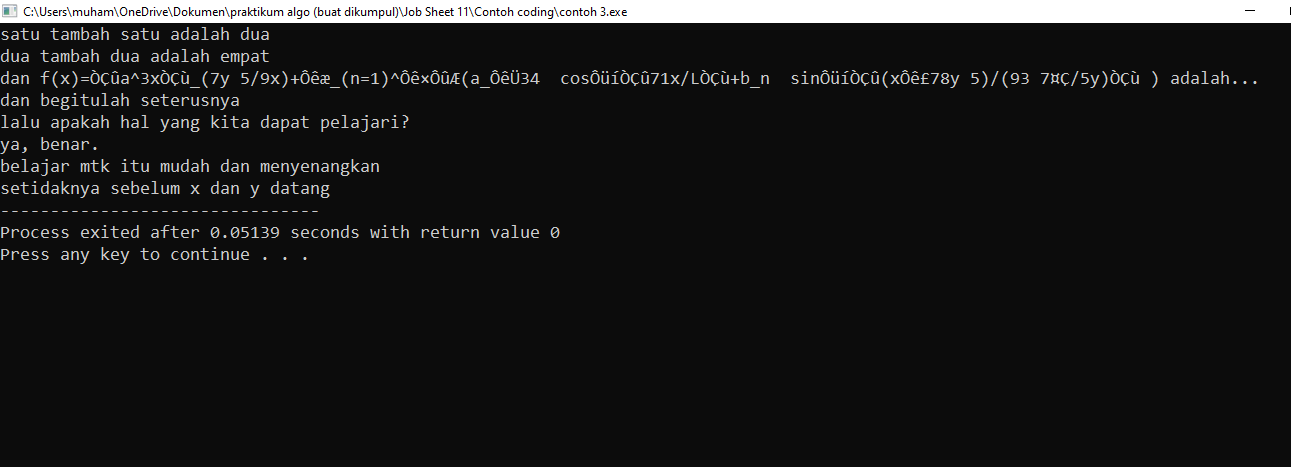 C:\Users\muham\OneDrive\Dokumen\praktikum algo (buat dikumpul)\Job Sheet 11\Contoh coding\contoh 3.exe
satu tambah satu adalah dua
dua tambah dua adalah empat
dan f(x)=ÒÇûa^3xÒÇù_(7y 5/9x)+Ôêæ_(n=1)^Ôê×ÔûÆ(a_ÔêÜ34  cosÔüíÒÇû71x/LÒÇù+b_n  sinÔüíÒÇû(xÔê£78y 5)/(93 7¤Ç/5y)ÒÇù ) adalah...
dan begitulah seterusnya
lalu apakah hal yang kita dapat pelajari?
ya, benar.
belajar mtk itu mudah dan menyenangkan
setidaknya sebelum x dan y datang
--------------------------------
Process exited after 0.05139 seconds with return value 0
Press any key to continue . . .